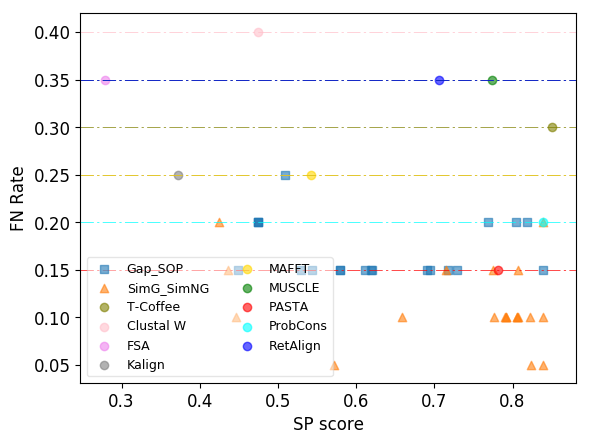 0.40
0.35
0.30
0.25
0.20
0.15
0.10
0.05
FN Rate
Gap_SOP
SimG_SimNG
T-Coffee
Clustal W
FSA
Kalign
MAFFT
MUSCLE
PASTA
ProbCons
RetAlign
0.3 0.4 0.5 0.6 0.7 0.8
SP score